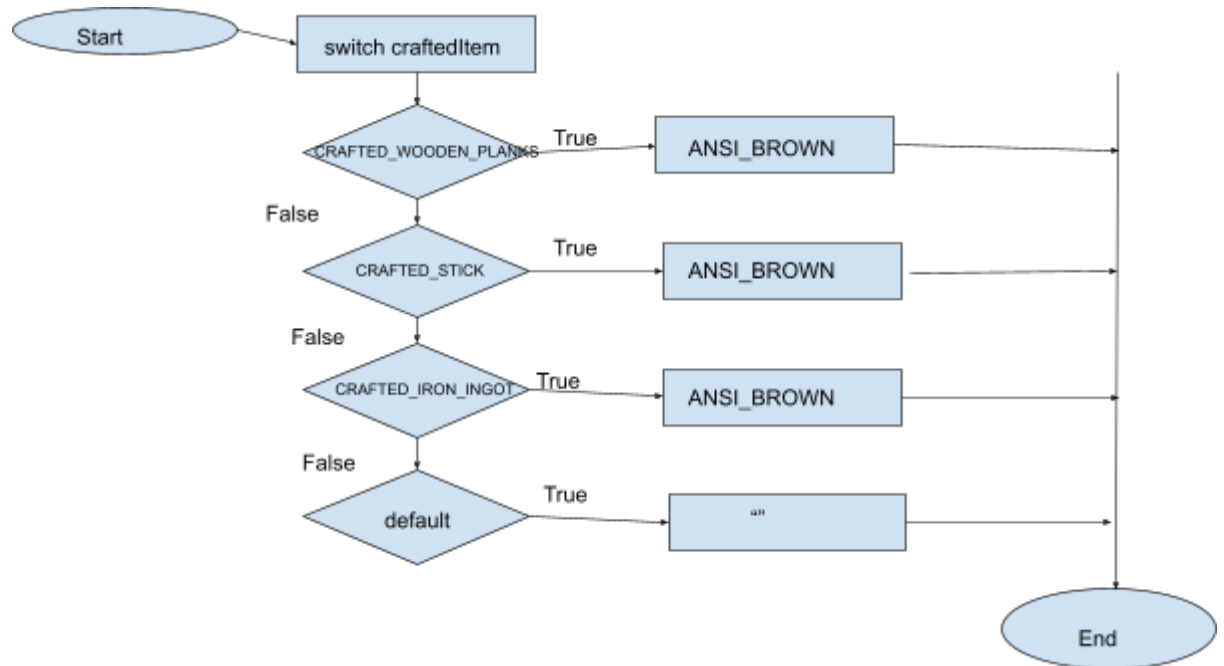 Start
switch craftedItem
CRAFTED_WOODEN_PLANKS
True
ANSI_BROWN
False
CRAFTED_STICK
True
ANSI_BROWN
False
CRAFTED_IRON_INGOT
True
ANSI_BROWN
False
default
True
“”
End